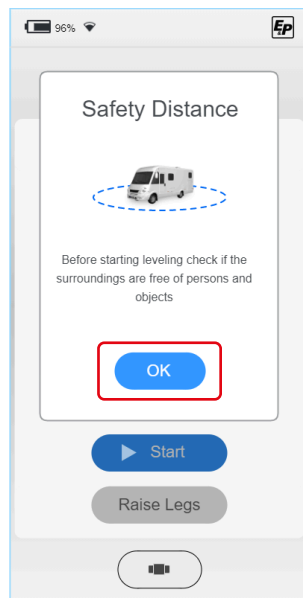 96%
E&P
Safety Distance
Before starting leveling check if the
surroundings are free of persons and
objects
OK
Start
Raise Legs